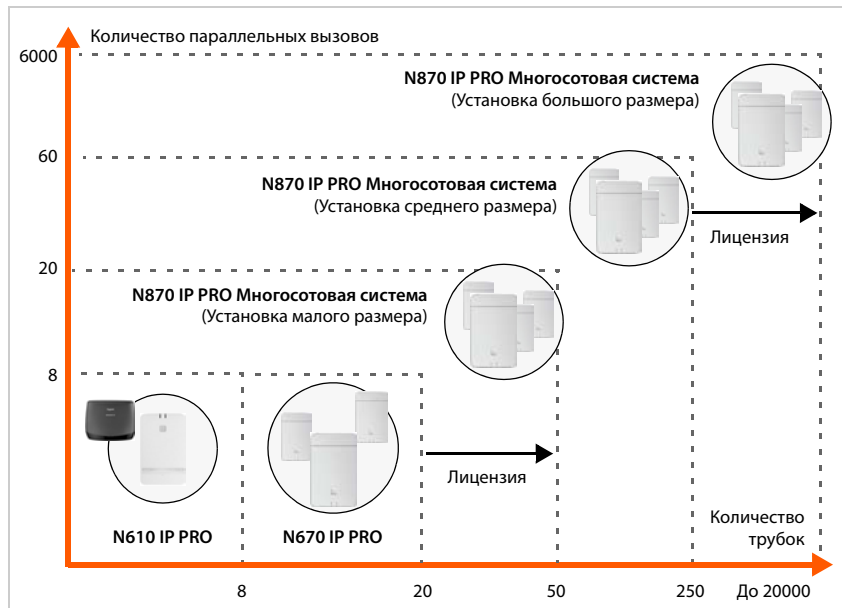 Количество параллельных вызовов
6000
N870 IP PRO Многосотовая система
(Установка большого размера)
60
N870 IP PRO Многосотовая система
(Установка среднего размера)
Лицензия
20
N870 IP PRO Многосотовая система
(Установка малого размера)
8
Лицензия
N610 IP PRO
N670 IP PRO
Количество
трубок
8
20
50
250
До 20000